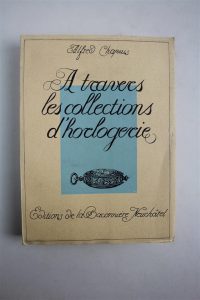 Alfred Chapuis
A travers
les collections
d'horlogerie
Editions de la Baconnière Neuchâtel